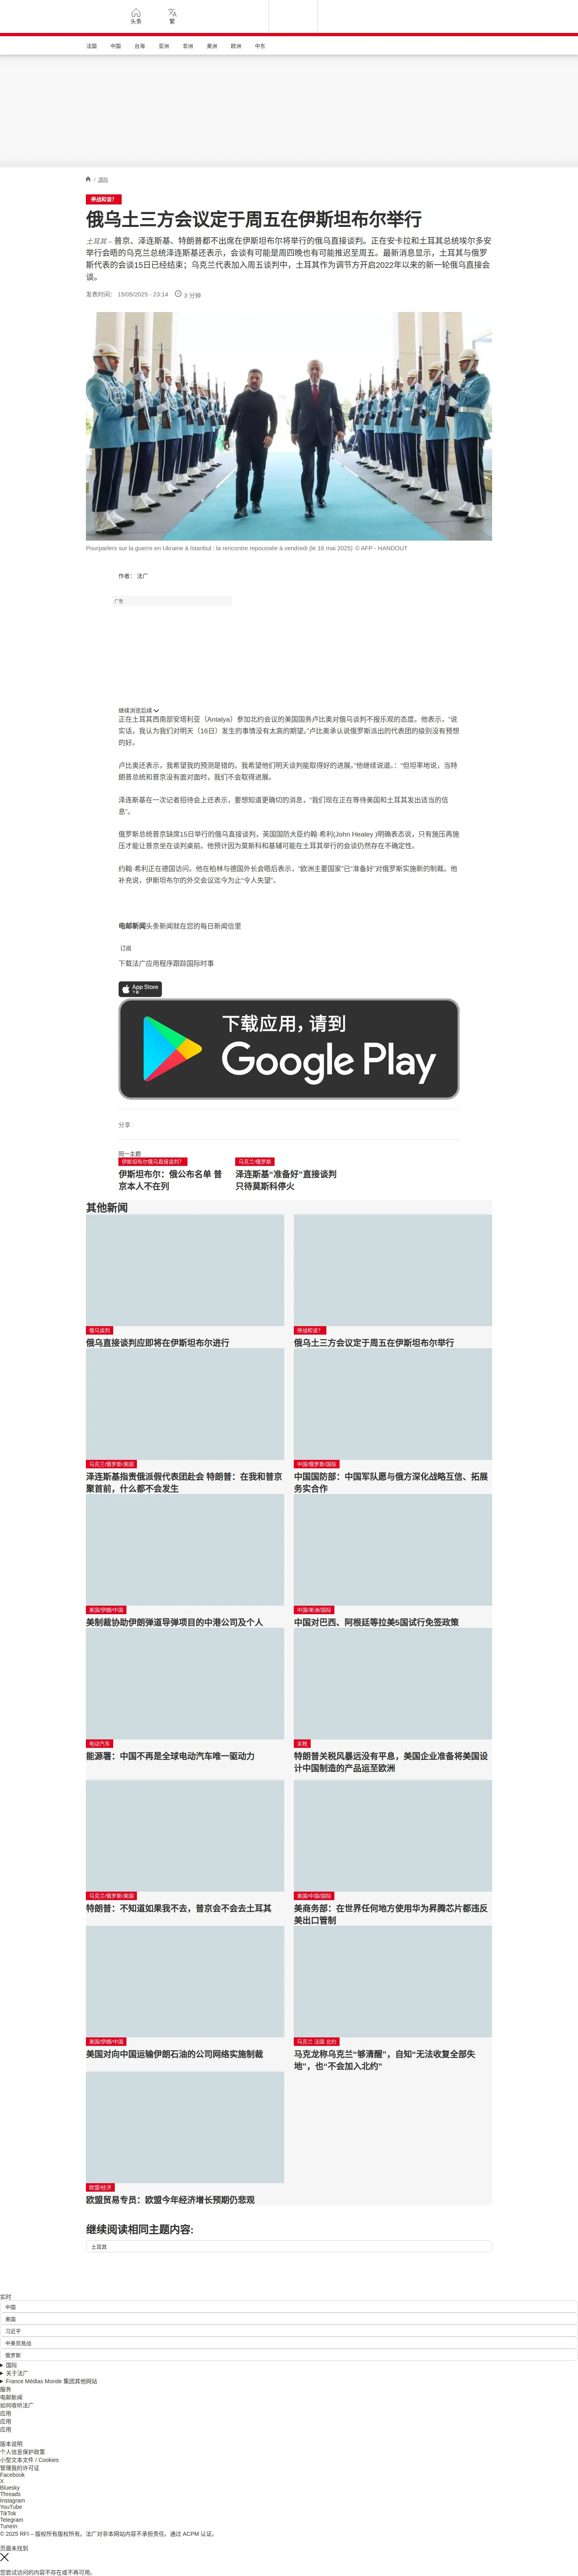 头条
繁
法国
中国
台海
亚洲
非洲
美洲
欧洲
中东
/ 国际
停战和谈？
俄乌土三方会议定于周五在伊斯坦布尔举行
土耳其 – 普京、泽连斯基、特朗普都不出席在伊斯坦布尔将举行的俄乌直接谈判。正在安卡拉和土耳其总统埃尔多安
举行会晤的乌克兰总统泽连斯基还表示，会谈有可能是周四晚也有可能推迟至周五。最新消息显示，土耳其与俄罗
斯代表的会谈15日已经结束；乌克兰代表加入周五谈判中，土耳其作为调节方开启2022年以来的新一轮俄乌直接会
谈。
发表时间： 15/05/2025 - 23:14
3 分钟
Pourparlers sur la guerre en Ukraine à Istanbul : la rencontre repoussée à vendredi (le 16 mai 2025) © AFP - HANDOUT
作者： 法广
广告
继续浏览后续
正在土耳其西南部安塔利亚（Antalya）参加北约会议的美国国务卢比奥对俄乌谈判不报乐观的态度。他表示，“说
实话，我认为我们对明天（16日）发生的事情没有太高的期望。”卢比奥承认说俄罗斯派出的代表团的级别没有预想
的好。
卢比奥还表示，我希望我的预测是错的。我希望他们明天谈判能取得好的进展。”他继续说道。：“但坦率地说，当特
朗普总统和普京没有面对面时，我们不会取得进展。
泽连斯基在一次记者招待会上还表示，要想知道更确切的消息，“我们现在正在等待美国和土耳其发出适当的信
息”。
俄罗斯总统普京缺席15日举行的俄乌直接谈判，英国国防大臣约翰·希利(John Healey )明确表态说，只有施压再施
压才能让普京坐在谈判桌前。他预计因为莫斯科和基辅可能在土耳其举行的会谈仍然存在不确定性。
约翰·希利正在德国访问。他在柏林与德国外长会晤后表示，“欧洲主要国家”已“准备好”对俄罗斯实施新的制裁。他
补充说，伊斯坦布尔的外交会议迄今为止“令人失望”。
电邮新闻头条新闻就在您的每日新闻信里
订阅
下载法广应用程序跟踪国际时事
App Store
下载
下载应用，请到
Google Play
分享 :
同一主题
伊斯坦布尔俄乌直接谈判？
伊斯坦布尔：俄公布名单 普
京本人不在列
乌克兰/俄罗斯
泽连斯基“准备好”直接谈判
只待莫斯科停火
其他新闻
俄乌谈判
俄乌直接谈判应即将在伊斯坦布尔进行
停战和谈？
俄乌土三方会议定于周五在伊斯坦布尔举行
乌克兰/俄罗斯/美国
泽连斯基指责俄派假代表团赴会 特朗普：在我和普京
聚首前，什么都不会发生
中国/俄罗斯/国际
中国国防部：中国军队愿与俄方深化战略互信、拓展
务实合作
美国/伊朗/中国
美制裁协助伊朗弹道导弹项目的中港公司及个人
中国/美洲/国际
中国对巴西、阿根廷等拉美5国试行免签政策
电动汽车
能源署：中国不再是全球电动汽车唯一驱动力
关税
特朗普关税风暴远没有平息，美国企业准备将美国设
计中国制造的产品运至欧洲
乌克兰/俄罗斯/美国
特朗普：不知道如果我不去，普京会不会去土耳其
美国/中国/国际
美商务部：在世界任何地方使用华为昇腾芯片都违反
美出口管制
美国/伊朗/中国
美国对向中国运输伊朗石油的公司网络实施制裁
乌克兰 法国 北约
马克龙称乌克兰“够清醒”，自知“无法收复全部失
地”，也“不会加入北约”
欧盟/经济
欧盟贸易专员：欧盟今年经济增长预期仍悲观
继续阅读相同主题内容:
土耳其
实时
中国
美国
习近平
中美贸易战
俄罗斯
国际
关于法广
France Médias Monde 集团其他网站
服务
电邮新闻
如何收听法广
应用
应用
应用
版本说明
个人信息保护政策
小型文本文件 / Cookies
管理我的许可证
Facebook
X
Bluesky
Threads
Instagram
YouTube
TikTok
Telegram
TuneIn
© 2025 RFI – 版权所有版权所有。法广对非本网站内容不承担责任。通过 ACPM 认证。
页面未找到
您尝试访问的内容不存在或不再可用。